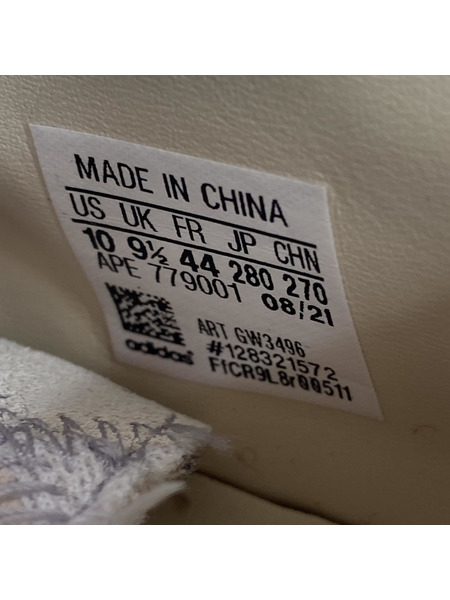 MADE IN CHINA
US UK FR JP CHN
10 9½ 44 280 270
APE 779001 08/21
ART GW3496
#128321572
adidas
FfCR9L8r00511